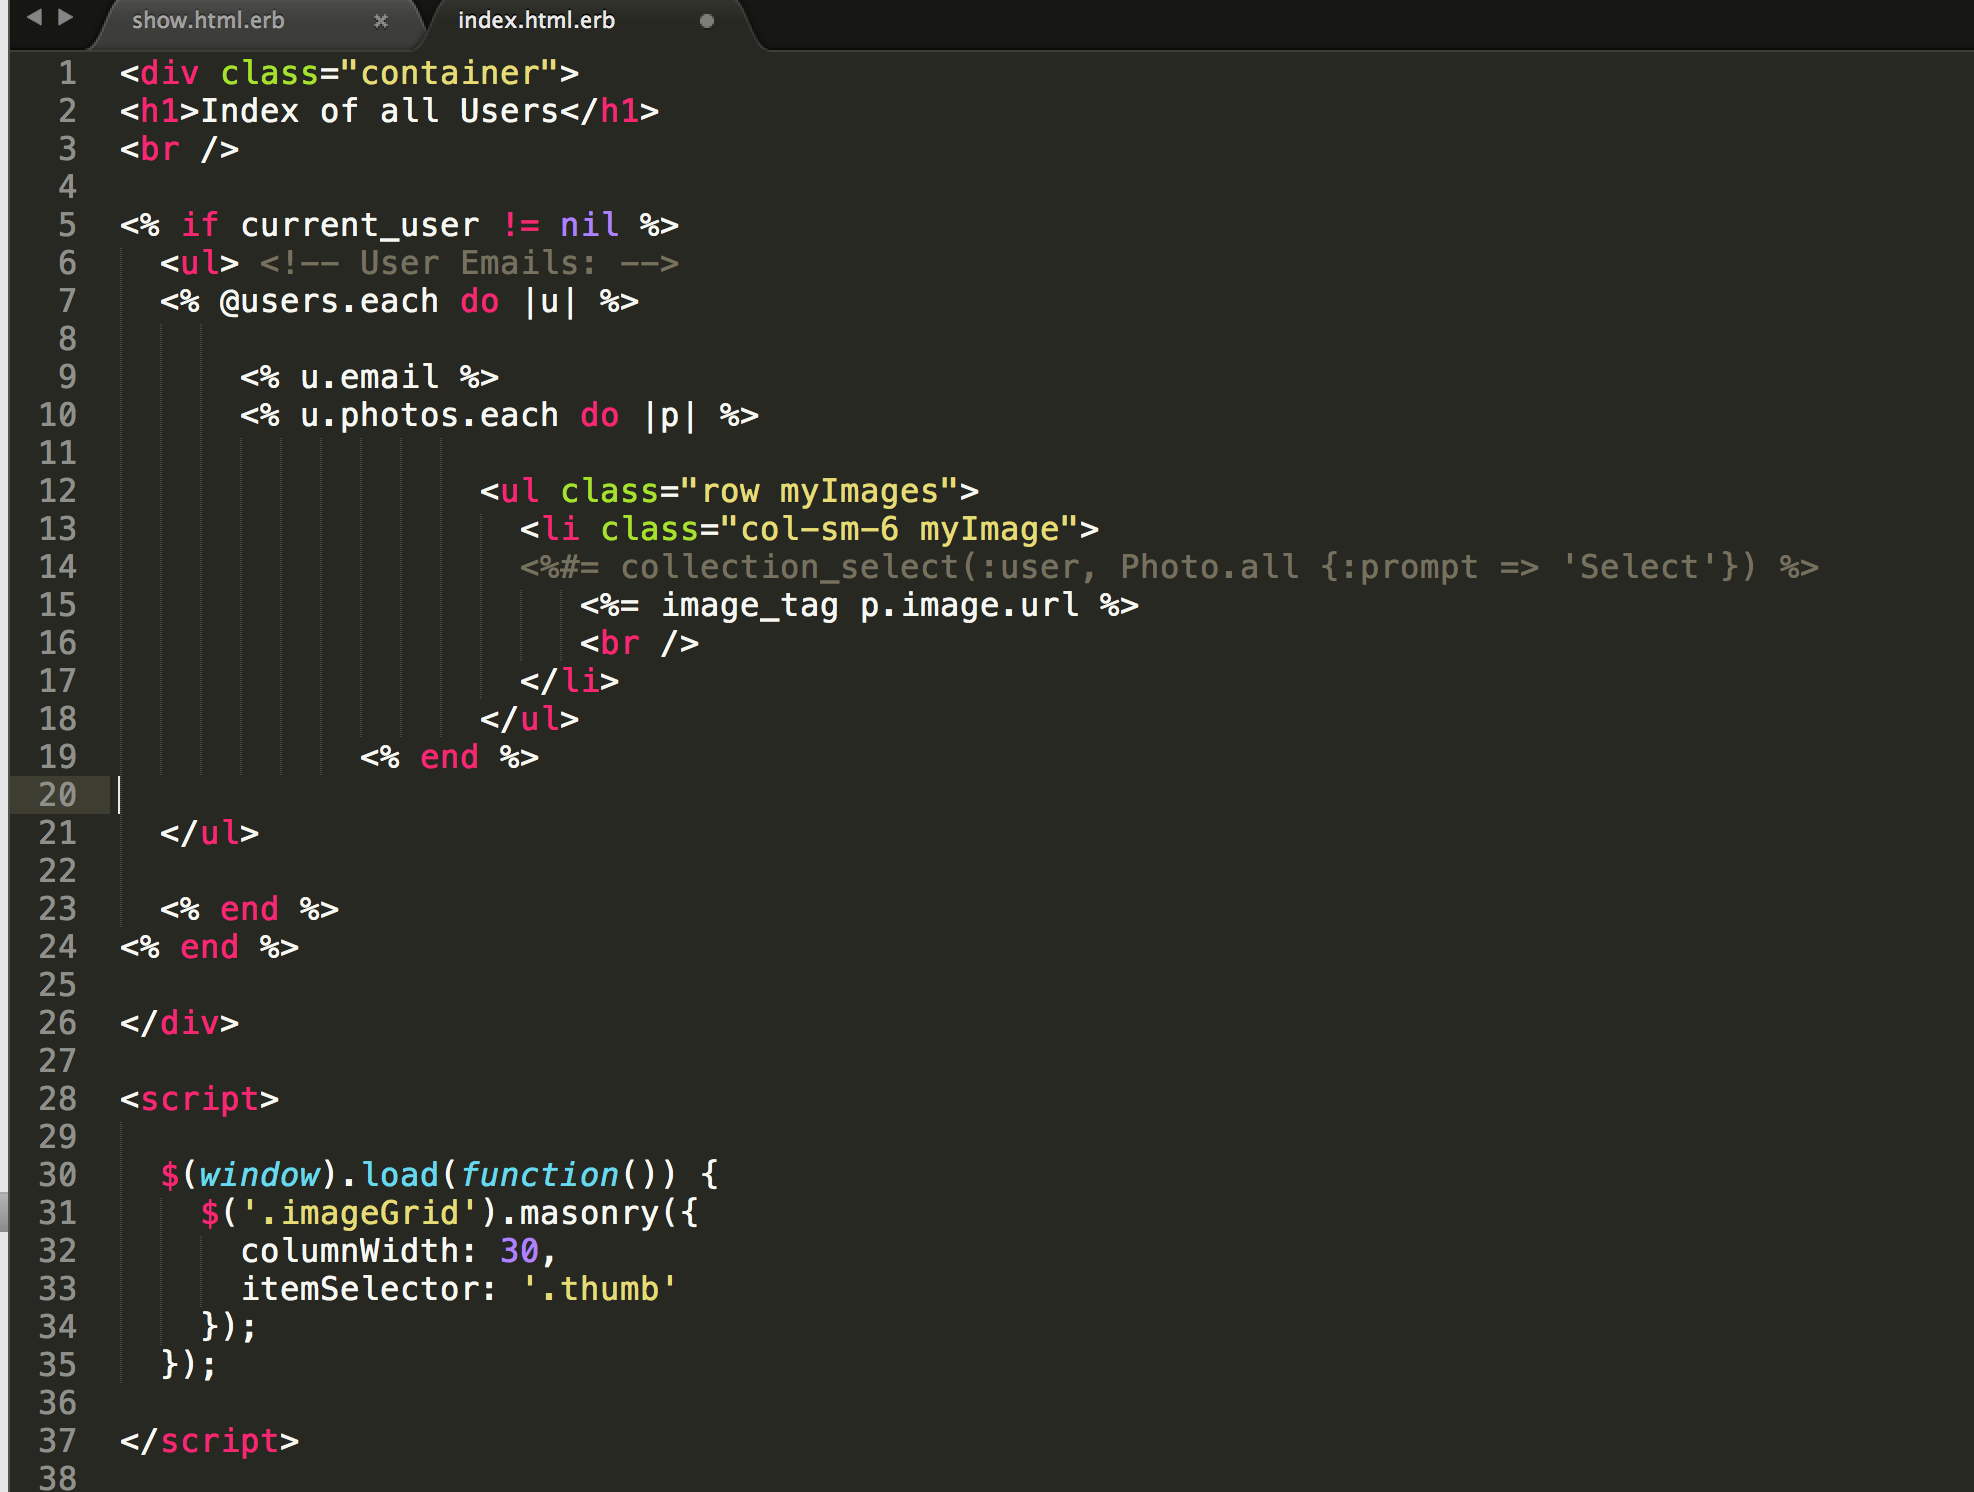 show.html.erb × index.html.erb
1 <div class="container">
2 <h1>Index of all Users</h1>
3 <br />
4
5 <% if current_user != nil %>
6   <ul> <!-- User Emails: -->
7   <% @users.each do |u| %>
8
9       <% u.email %>
10       <% u.photos.each do |p| %>
11
12                   <ul class="row myImages">
13                     <li class="col-sm-6 myImage">
14                     <%#= collection_select(:user, Photo.all {:prompt => 'Select'}) %>
15                        <%= image_tag p.image.url %>
16                        <br />
17                     </li>
18                   </ul>
19             <% end %>
20
21   </ul>
22
23   <% end %>
24 <% end %>
25
26 </div>
27
28 <script>
29
30   $(window).load(function()) {
31     $('.imageGrid').masonry({
32       columnWidth: 30,
33       itemSelector: '.thumb'
34     });
35   });
36
37 </script>
38